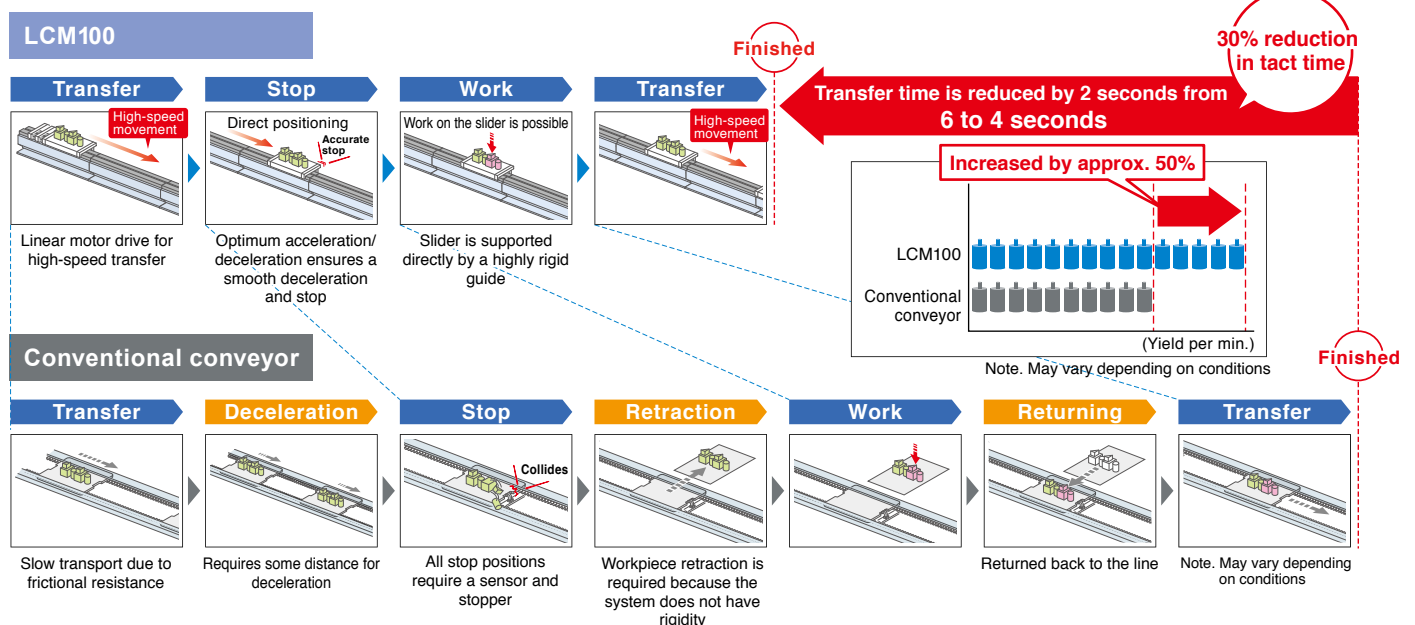 LCM100
Finished
30% reduction
in tact time
Transfer
Stop
Work
Transfer
Transfer time is reduced by 2 seconds from
6 to 4 seconds
High-speed
movement
Direct positioning
Accurate
stop
Work on the slider is possible
High-speed
movement
Linear motor drive for
high-speed transfer
Optimum acceleration/
deceleration ensures a
smooth deceleration
and stop
Slider is supported
directly by a highly rigid
guide
Increased by approx. 50%
LCM100
Conventional
conveyor
(Yield per min.)
Note. May vary depending on conditions
Finished
Conventional conveyor
Transfer
Deceleration
Stop
Retraction
Work
Returning
Transfer
Collides
Slow transport due to
frictional resistance
Requires some distance for
deceleration
All stop positions
require a sensor and
stopper
Workpiece retraction is
required because the
system does not have
rigidity
Returned back to the line
Note. May vary depending
on conditions